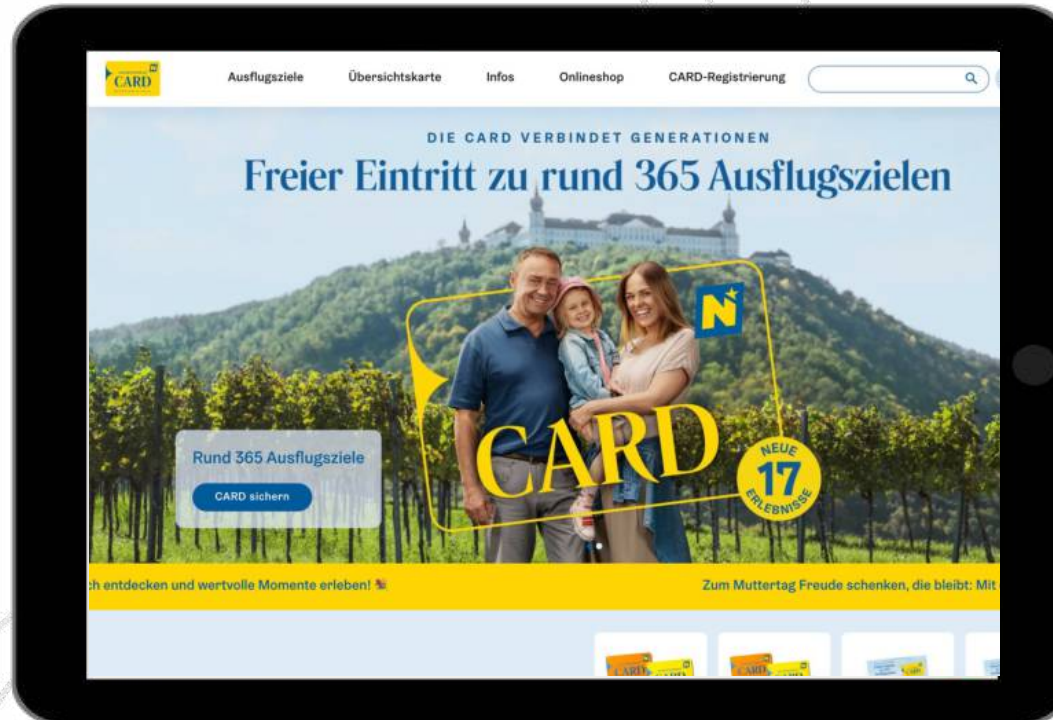 CARD
Ausflugsziele
Übersichtskarte
Infos
Onlineshop
CARD-Registrierung
DIE CARD VERBINDET GENERATIONEN
Freier Eintritt zu rund 365 Ausflugszielen
N
CARD
NEUE
17
ERLEBNISSE
Rund 365 Ausflugsziele
CARD sichern
ch entdecken und wertvolle Momente erleben!
Zum Muttertag Freude schenken, die bleibt: Mit
CARD
CARD